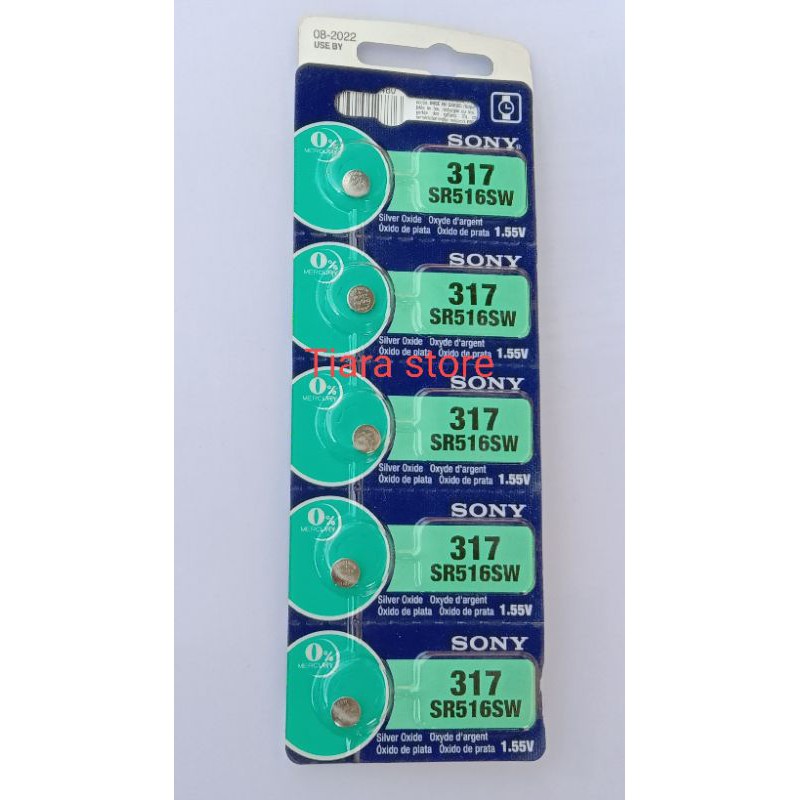 08-2022
USE BY
SONY
0%
MERCURY
317
SR516SW
Silver Oxide Oxyde d'argent
Óxido de plata Óxido de prata 1.55V
SONY
0%
MERCURY
317
SR516SW
Silver Oxide Oxyde d'argent
Óxido de plata Óxido de prata 1.55V
Tiara store
SONY
0%
MERCURY
317
SR516SW
Silver Oxide Oxyde d'argent
Óxido de plata Óxido de prata 1.55V
SONY
0%
MERCURY
317
SR516SW
Silver Oxide Oxyde d'argent
Óxido de plata Óxido de prata 1.55V
SONY
0%
MERCURY
317
SR516SW
Silver Oxide Oxyde d'argent
Óxido de plata Óxido de prata 1.55V